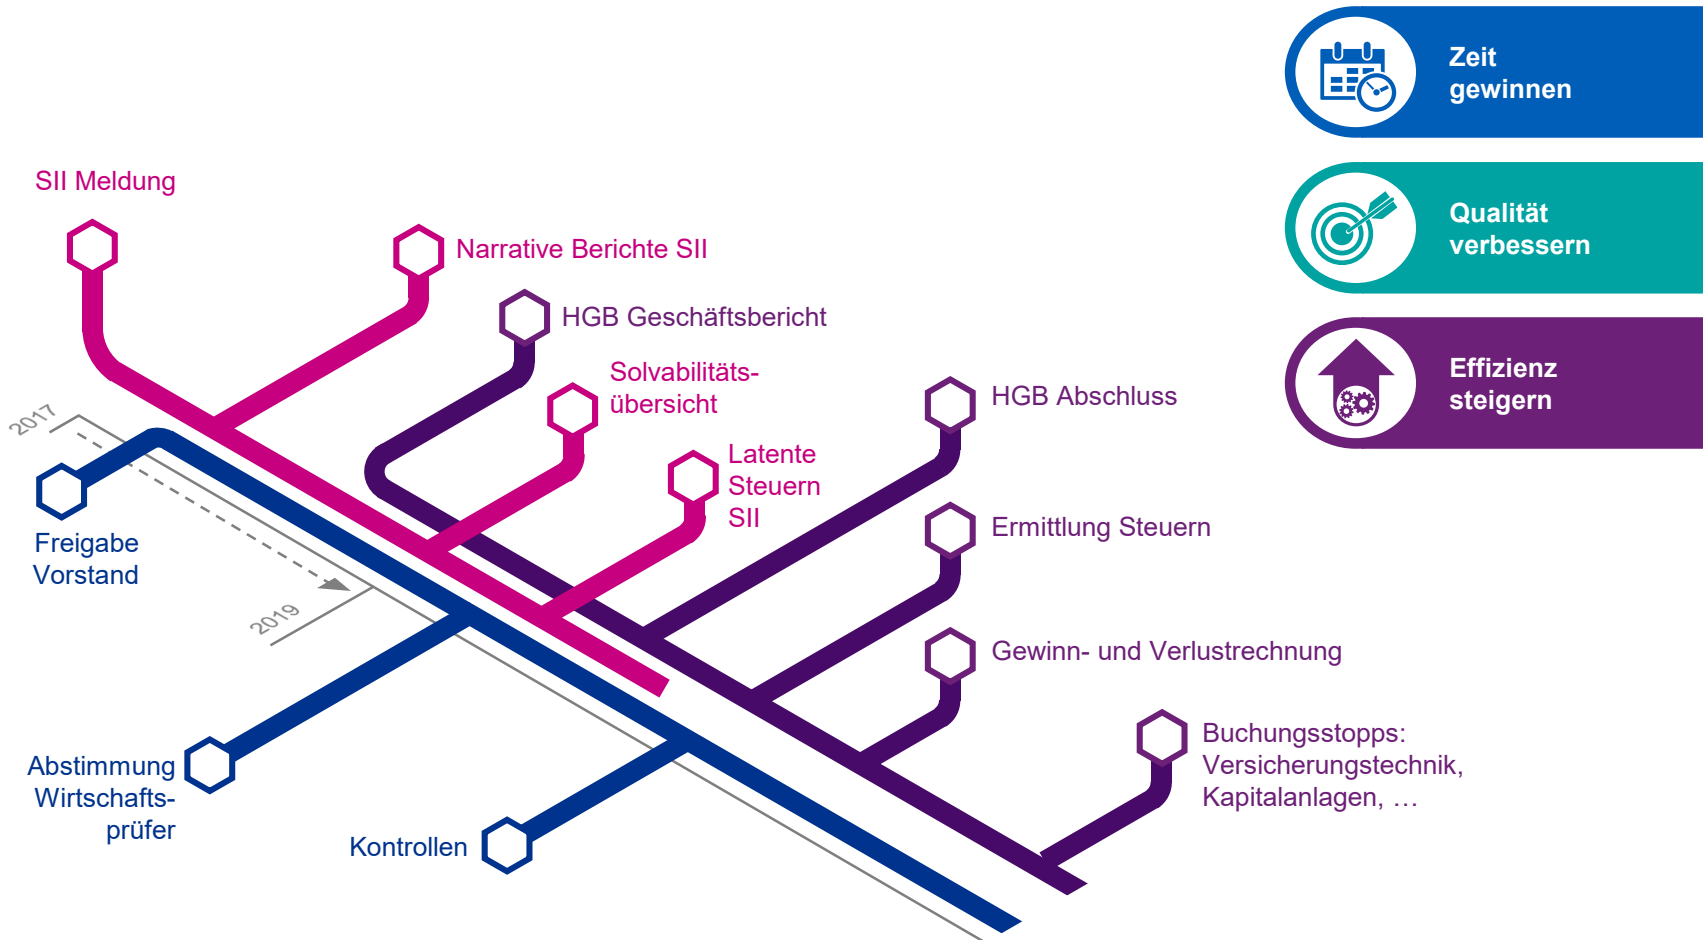 Zeit
gewinnen
Qualität
verbessern
Effizienz
steigern
SII Meldung
Narrative Berichte SII
HGB Geschäftsbericht
Solvabilitäts-
übersicht
HGB Abschluss
Latente
Steuern
SII
2017
Ermittlung Steuern
Freigabe
Vorstand
2019
Gewinn- und Verlustrechnung
Buchungsstopps:
Versicherungstechnik,
Kapitalanlagen, …
Abstimmung
Wirtschafts-
prüfer
Kontrollen